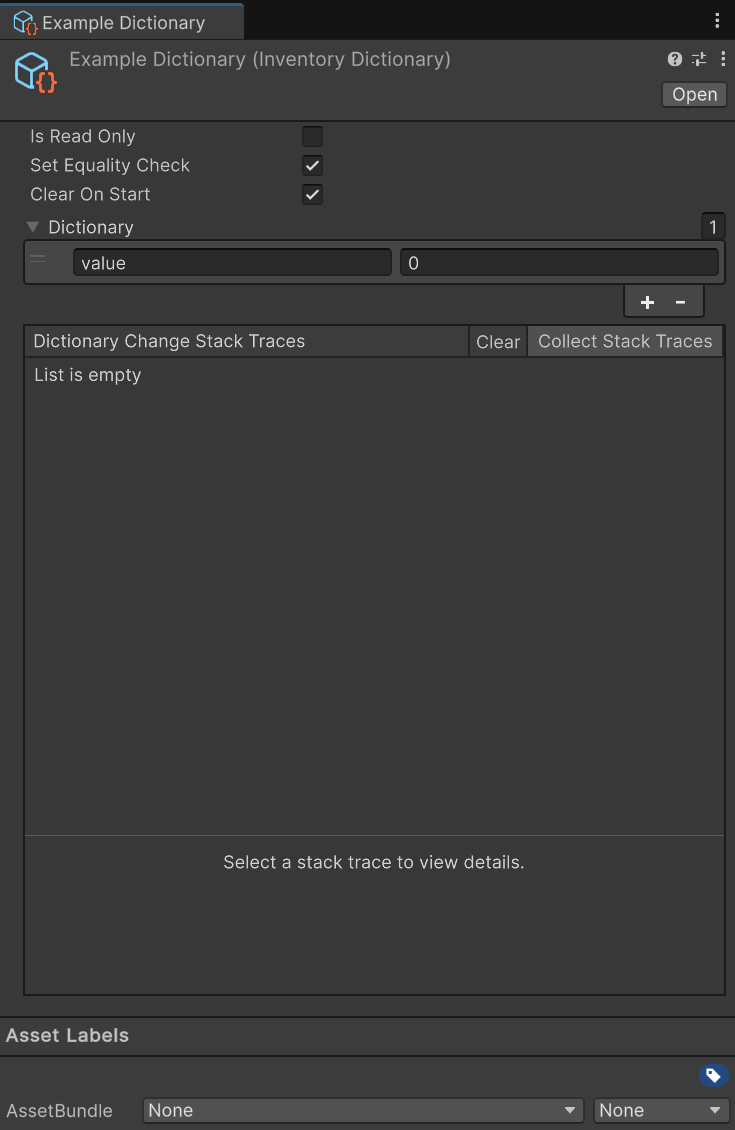 Example Dictionary
Example Dictionary (Inventory Dictionary)
Open
Is Read Only
Set Equality Check
Clear On Start
Dictionary 1
value 0
+ -
Dictionary Change Stack Traces Clear Collect Stack Traces
List is empty
Select a stack trace to view details.
Asset Labels
AssetBundle None None